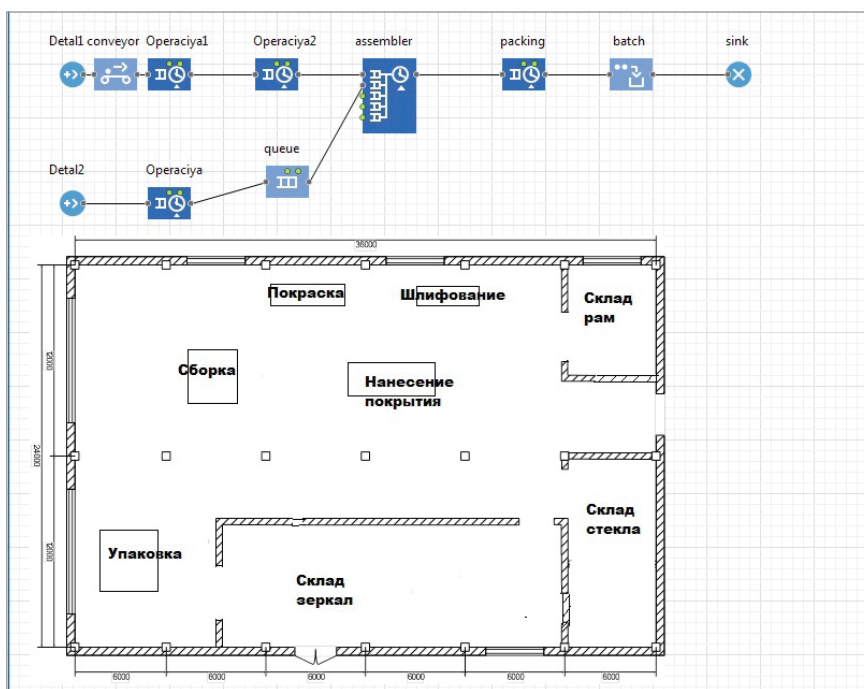 Detal1 conveyor Operaciya1 Operaciya2 assembler packing batch sink
queue
Detal2 Operaciya
36000
Покраска
Шлифование
Склад
рам
Сборка
Нанесение
покрытия
24000
Склад
стекла
Упаковка
Склад
зеркал
6000 6000 6000 6000 6000 6000